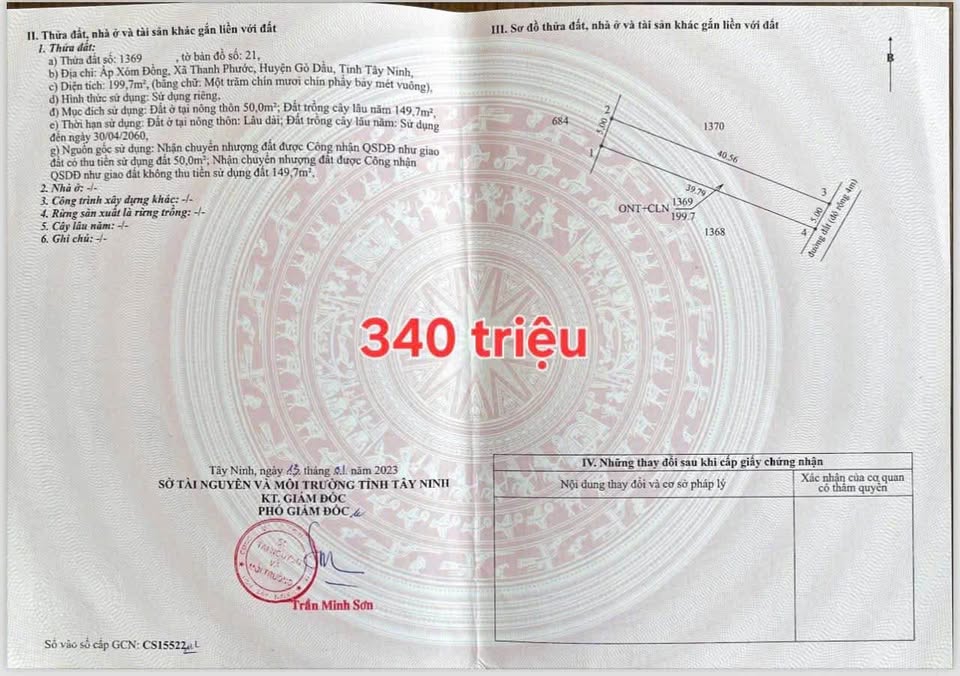 II. Thửa đất, nhà ở và tài sản khác gắn liền với đất
1. Thửa đất:
a) Thửa đất số: 1369 , tờ bản đồ số: 21,
b) Địa chỉ: Ấp Xóm Đồng, Xã Thanh Phước, Huyện Gò Dầu, Tỉnh Tây Ninh,
c) Diện tích: 199,7m², (bằng chữ: Một trăm chín mươi chín phẩy bảy mét vuông),
d) Hình thức sử dụng: Sử dụng riêng,
đ) Mục đích sử dụng: Đất ở tại nông thôn 50,0m²; Đất trồng cây lâu năm 149,7m²,
e) Thời hạn sử dụng: Đất ở tại nông thôn: Lâu dài; Đất trồng cây lâu năm: Sử dụng
đến ngày 30/04/2060,
g) Nguồn gốc sử dụng: Nhận chuyển nhượng đất được Công nhận QSDĐ như giao
đất có thu tiền sử dụng đất 50,0m²; Nhận chuyển nhượng đất được Công nhận
QSDĐ như giao đất không thu tiền sử dụng đất 149,7m²,
2. Nhà ở: -/-
3. Công trình xây dựng khác: -/-
4. Rừng sản xuất là rừng trồng: -/-
5. Cây lâu năm: -/-
6. Ghi chú: -/-
III. Sơ đồ thửa đất, nhà ở và tài sản khác gắn liền với đất
B
684
2
5.00
1
1370
40.56
39.79
3
5.00
4
ONT+CLN 1369
199.7
1368
đường đất (độ rộng 4m)
340 triệu
Tây Ninh, ngày 13 tháng 01 năm 2023
SỞ TÀI NGUYÊN VÀ MÔI TRƯỜNG TỈNH TÂY NINH
KT. GIÁM ĐỐC
PHÓ GIÁM ĐỐC
SỞ
TÀI NGUYÊN
VÀ
MÔI TRƯỜNG
Trần Minh Sơn
Số vào sổ cấp GCN: CS15522
IV. Những thay đổi sau khi cấp giấy chứng nhận
Nội dung thay đổi và cơ sở pháp lý
Xác nhận của cơ quan
có thẩm quyền